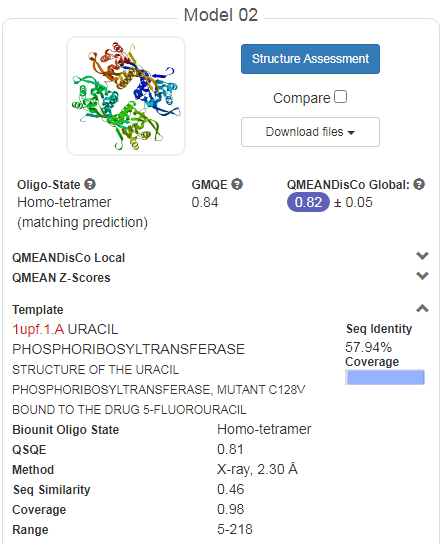 Model 02
Structure Assessment
Compare
Download files
Oligo-State GMQE QMEANDisCo Global:
Homo-tetramer 0.84 0.82 ± 0.05
(matching prediction)
QMEANDisCo Local
QMEAN Z-Scores
Template
1upf.1.A URACIL Seq Identity
PHOSPHORIBOSYLTRANSFERASE 57.94%
STRUCTURE OF THE URACIL Coverage
PHOSPHORIBOSYLTRANSFERASE, MUTANT C128V
BOUND TO THE DRUG 5-FLUOROURACIL
Biounit Oligo State Homo-tetramer
QSQE 0.81
Method X-ray, 2.30 Å
Seq Similarity 0.46
Coverage 0.98
Range 5-218